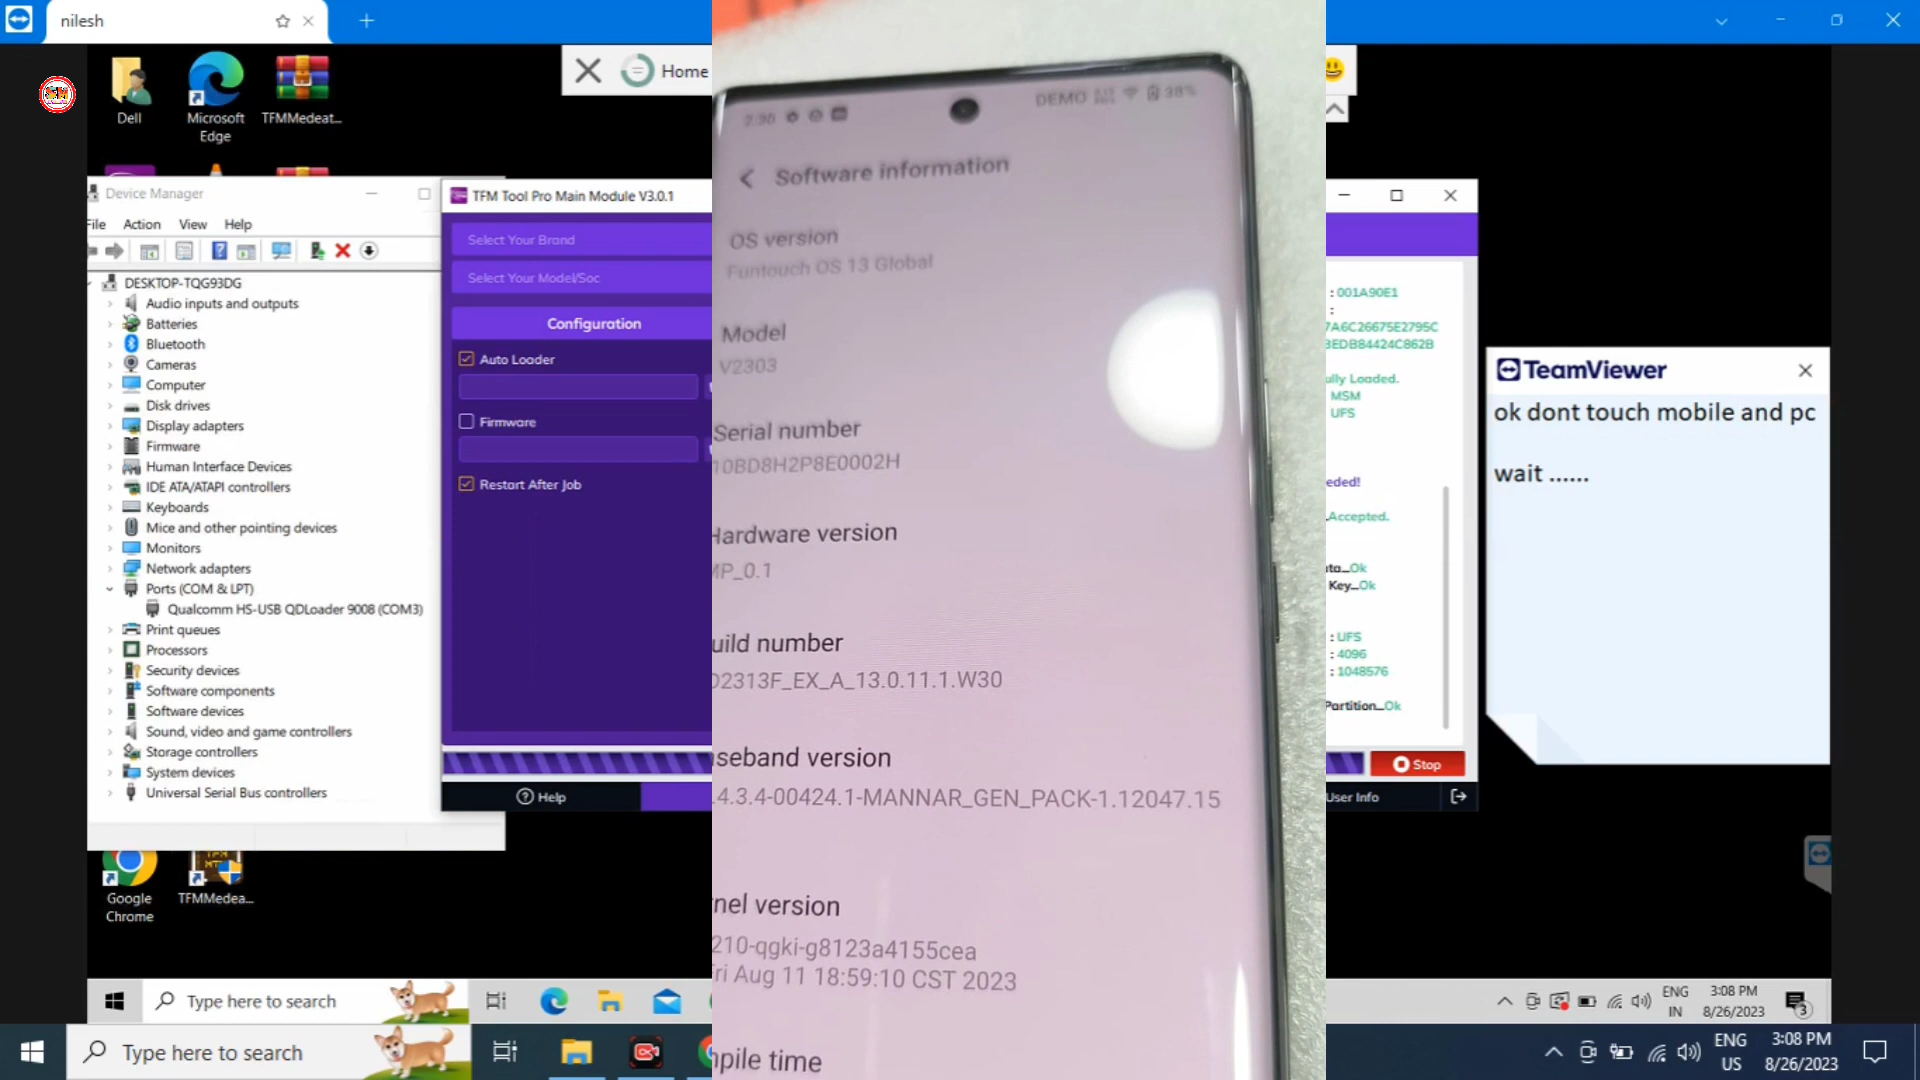 nilesh
Dell
Microsoft
Edge
TFMMedeat...
Home
Device Manager
File Action View Help
DESKTOP-TQG93DG
Audio inputs and outputs
Batteries
Bluetooth
Cameras
Computer
Disk drives
Display adapters
Firmware
Human Interface Devices
IDE ATA/ATAPI controllers
Keyboards
Mice and other pointing devices
Monitors
Network adapters
Ports (COM & LPT)
Qualcomm HS-USB QDLoader 9008 (COM3)
Print queues
Processors
Security devices
Software components
Software devices
Sound, video and game controllers
Storage controllers
System devices
Universal Serial Bus controllers
TFM Tool Pro Main Module V3.0.1
Select Your Brand
Select Your Model/Soc
Configuration
Auto Loader
Firmware
Restart After Job
Help
2:30 DEMO 38%
Software information
OS version
Funtouch OS 13 Global
Model
V2303
Serial number
10BD8H2P8E0002H
Hardware version
MP_0.1
uild number
D2313F_EX_A_13.0.11.1.W30
seband version
.4.3.4-00424.1-MANNAR_GEN_PACK-1.12047.15
nel version
210-qgki-g8123a4155cea
ri Aug 11 18:59:10 CST 2023
pile time
: 001A90E1
:
7A6C26675E2795C
3EDB84424C862B
ully Loaded.
MSM
UFS
eded!
Accepted.
ta_Ok
Key_Ok
: UFS
: 4096
: 1048576
Partition_Ok
Stop
User Info
TeamViewer
ok dont touch mobile and pc
wait ......
Google
Chrome
TFMMedea...
Type here to search
ENG
IN
3:08 PM
8/26/2023
3
Type here to search
ENG
US
3:08 PM
8/26/2023